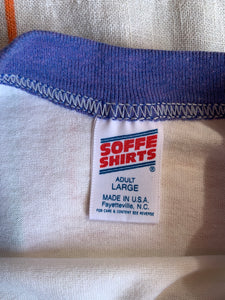 SOFFE
SHIRTS®
ADULT
LARGE
MADE IN U.S.A.
Fayetteville, N.C.
FOR CARE & CONTENT SEE REVERSE